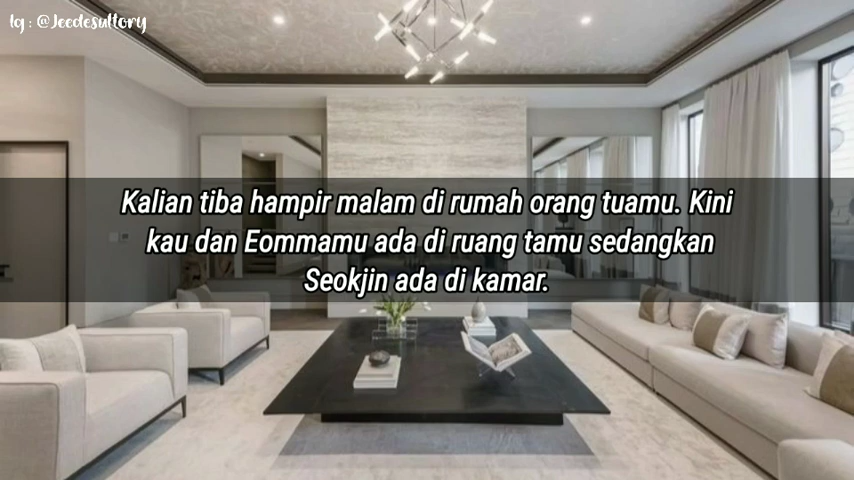 Ig : @Jeedesultory
Kalian tiba hampir malam di rumah orang tuamu. Kini
kau dan Eommamu ada di ruang tamu sedangkan
Seokjin ada di kamar.